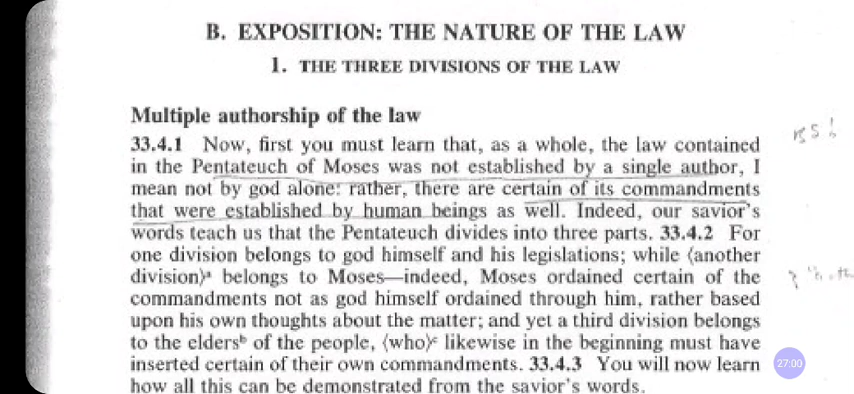 B. EXPOSITION: THE NATURE OF THE LAW
1. THE THREE DIVISIONS OF THE LAW
Multiple authorship of the law
33.4.1 Now, first you must learn that, as a whole, the law contained
in the Pentateuch of Moses was not established by a single author, I
mean not by god alone: rather, there are certain of its commandments
that were established by human beings as well. Indeed, our savior's
words teach us that the Pentateuch divides into three parts. 33.4.2 For
one division belongs to god himself and his legislations; while ⟨another
division⟩ᵃ belongs to Moses—indeed, Moses ordained certain of the
commandments not as god himself ordained through him, rather based
upon his own thoughts about the matter; and yet a third division belongs
to the eldersᵇ of the people, ⟨who⟩ᶜ likewise in the beginning must have
inserted certain of their own commandments. 33.4.3 You will now learn
how all this can be demonstrated from the savior's words.
27:00